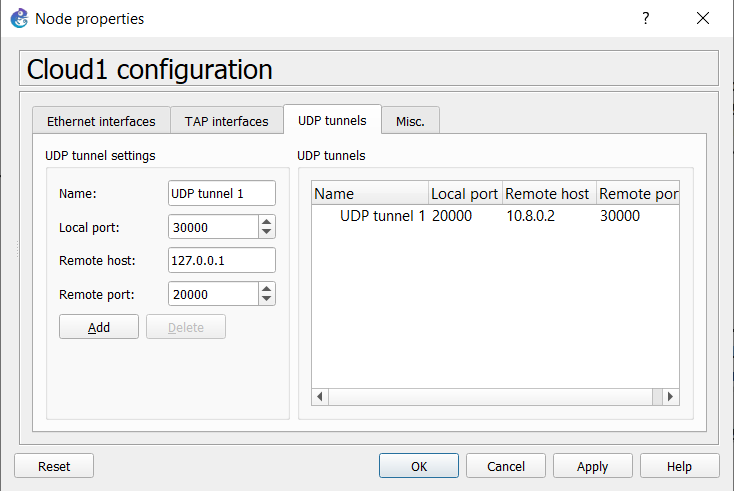 Node properties
?
Cloud1 configuration
Ethernet interfaces
TAP interfaces
UDP tunnels
Misc.
UDP tunnel settings
Name:
UDP tunnel 1
Local port:
30000
Remote host:
127.0.0.1
Remote port:
20000
Add
Delete
UDP tunnels
Name Local port Remote host Remote por
UDP tunnel 1 20000 10.8.0.2 30000
Reset
OK
Cancel
Apply
Help